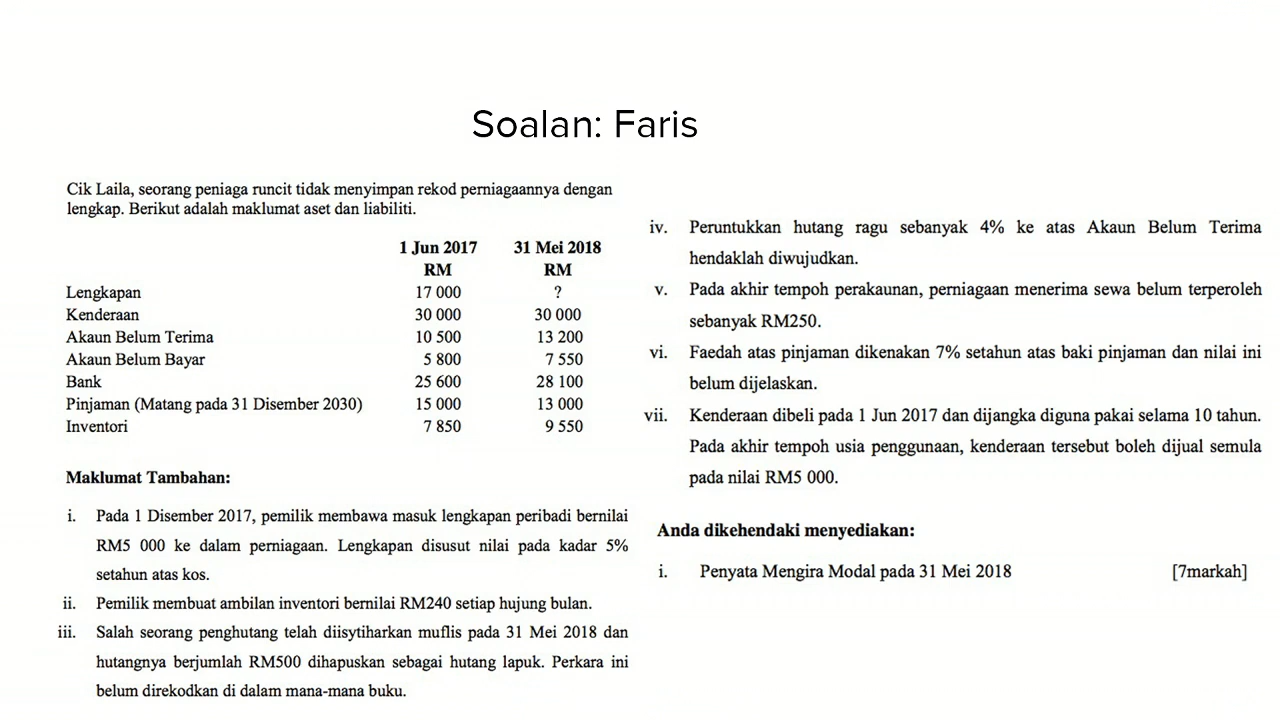 Soalan: Faris
Cik Laila, seorang peniaga runcit tidak menyimpan rekod perniagaannya dengan
lengkap. Berikut adalah maklumat aset dan liabiliti.
1 Jun 2017 31 Mei 2018
RM RM
Lengkapan 17 000 ?
Kenderaan 30 000 30 000
Akaun Belum Terima 10 500 13 200
Akaun Belum Bayar 5 800 7 550
Bank 25 600 28 100
Pinjaman (Matang pada 31 Disember 2030) 15 000 13 000
Inventori 7 850 9 550
Maklumat Tambahan:
i. Pada 1 Disember 2017, pemilik membawa masuk lengkapan peribadi bernilai
RM5 000 ke dalam perniagaan. Lengkapan disusut nilai pada kadar 5%
setahun atas kos.
ii. Pemilik membuat ambilan inventori bernilai RM240 setiap hujung bulan.
iii. Salah seorang penghutang telah diisytiharkan muflis pada 31 Mei 2018 dan
hutangnya berjumlah RM500 dihapuskan sebagai hutang lapuk. Perkara ini
belum direkodkan di dalam mana-mana buku.
iv. Peruntukkan hutang ragu sebanyak 4% ke atas Akaun Belum Terima
hendaklah diwujudkan.
v. Pada akhir tempoh perakaunan, perniagaan menerima sewa belum terperoleh
sebanyak RM250.
vi. Faedah atas pinjaman dikenakan 7% setahun atas baki pinjaman dan nilai ini
belum dijelaskan.
vii. Kenderaan dibeli pada 1 Jun 2017 dan dijangka diguna pakai selama 10 tahun.
Pada akhir tempoh usia penggunaan, kenderaan tersebut boleh dijual semula
pada nilai RM5 000.
Anda dikehendaki menyediakan:
i. Penyata Mengira Modal pada 31 Mei 2018 [7markah]